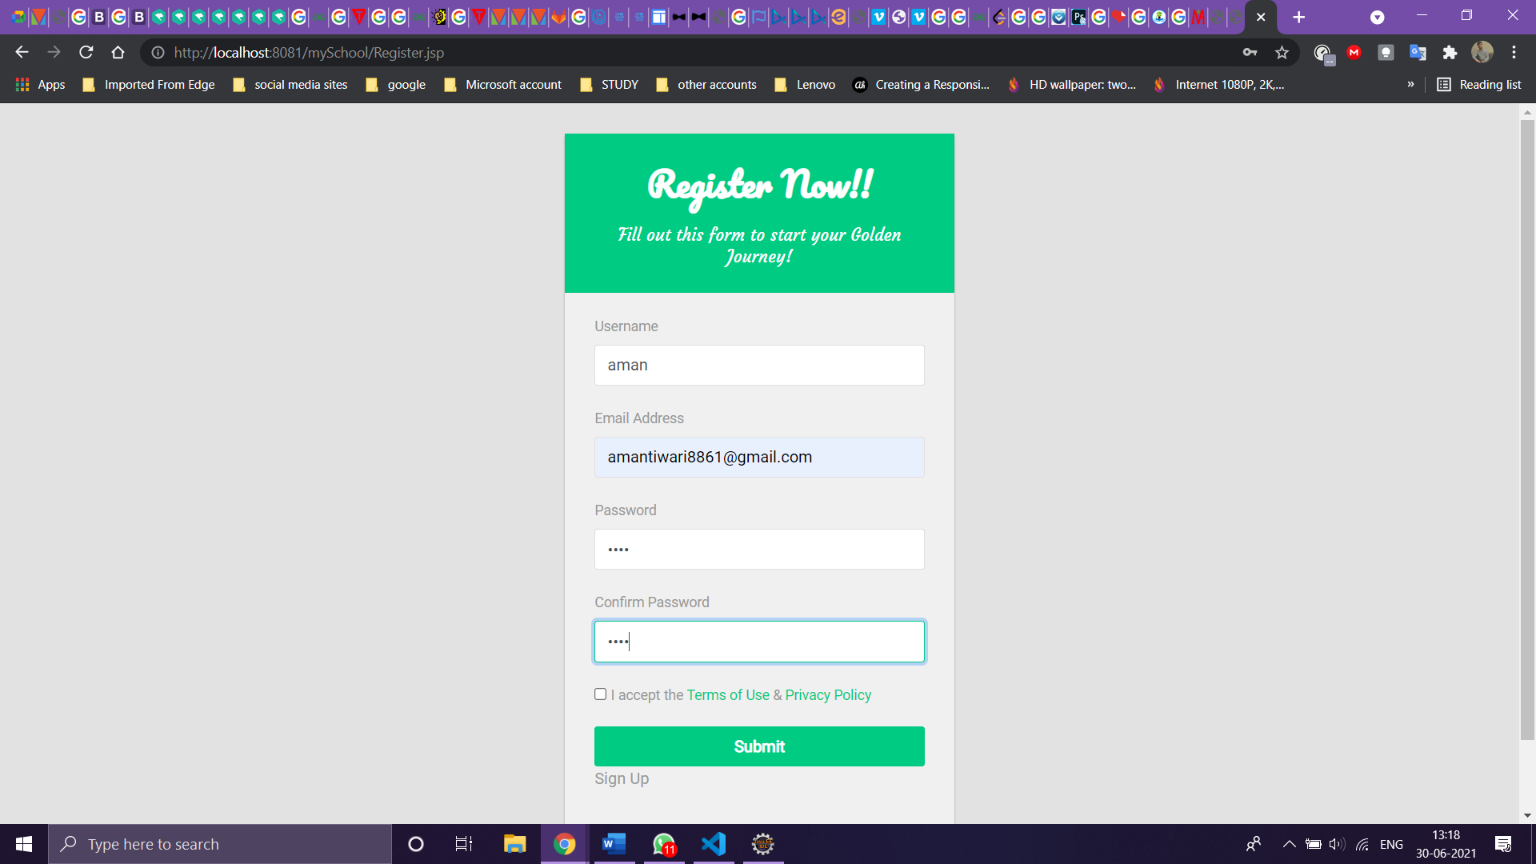 http://localhost:8081/mySchool/Register.jsp
Apps
Imported From Edge
social media sites
google
Microsoft account
STUDY
other accounts
Lenovo
Creating a Responsi...
HD wallpaper: two...
Internet 1080P, 2K,...
»
Reading list
Register Now!!
Fill out this form to start your Golden
Journey!
Username
aman
Email Address
amantiwari8861@gmail.com
Password
••••
Confirm Password
••••
I accept the Terms of Use & Privacy Policy
Submit
Sign Up
Type here to search
11
ENG
13:18
30-06-2021